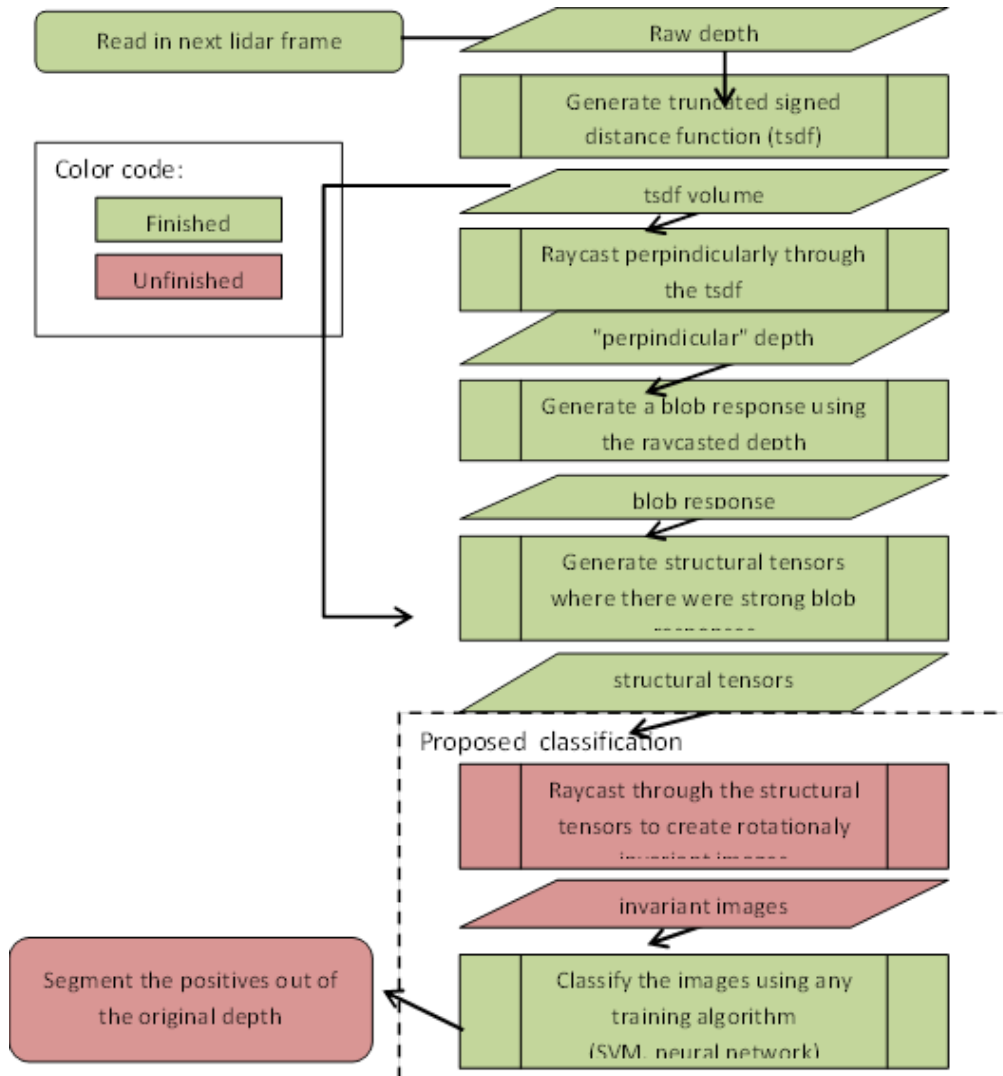 Read in next lidar frame
Raw depth
Generate truncated signed
distance function (tsdf)
Color code:
Finished
Unfinished
tsdf volume
Raycast perpindicularly through
the tsdf
"perpindicular" depth
Generate a blob response using
the raycasted depth
blob response
Generate structural tensors
where there were strong blob
structural tensors
Proposed classification
Raycast through the structural
tensors to create rotationaly
invariant images
invariant images
Classify the images using any
training algorithm
(SVM, neural network)
Segment the positives out of
the original depth